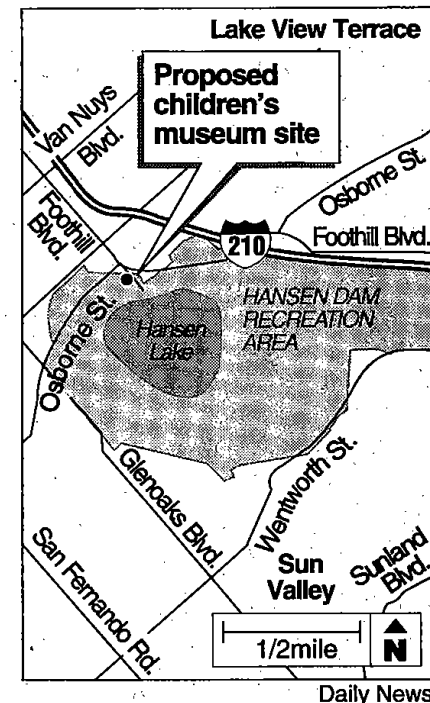 Lake View Terrace
Proposed
children's
museum site
Van Nuys
Blvd.
Foothill
Blvd.
Osborne St.
210
Foothill Blvd.
HANSEN DAM
RECREATION
AREA
Hansen
Lake
Osborne St.
Wentworth St.
Glenoaks Blvd.
San Fernando Rd.
Sun
Valley
Sunland
Blvd.
1/2mile
N
Daily News